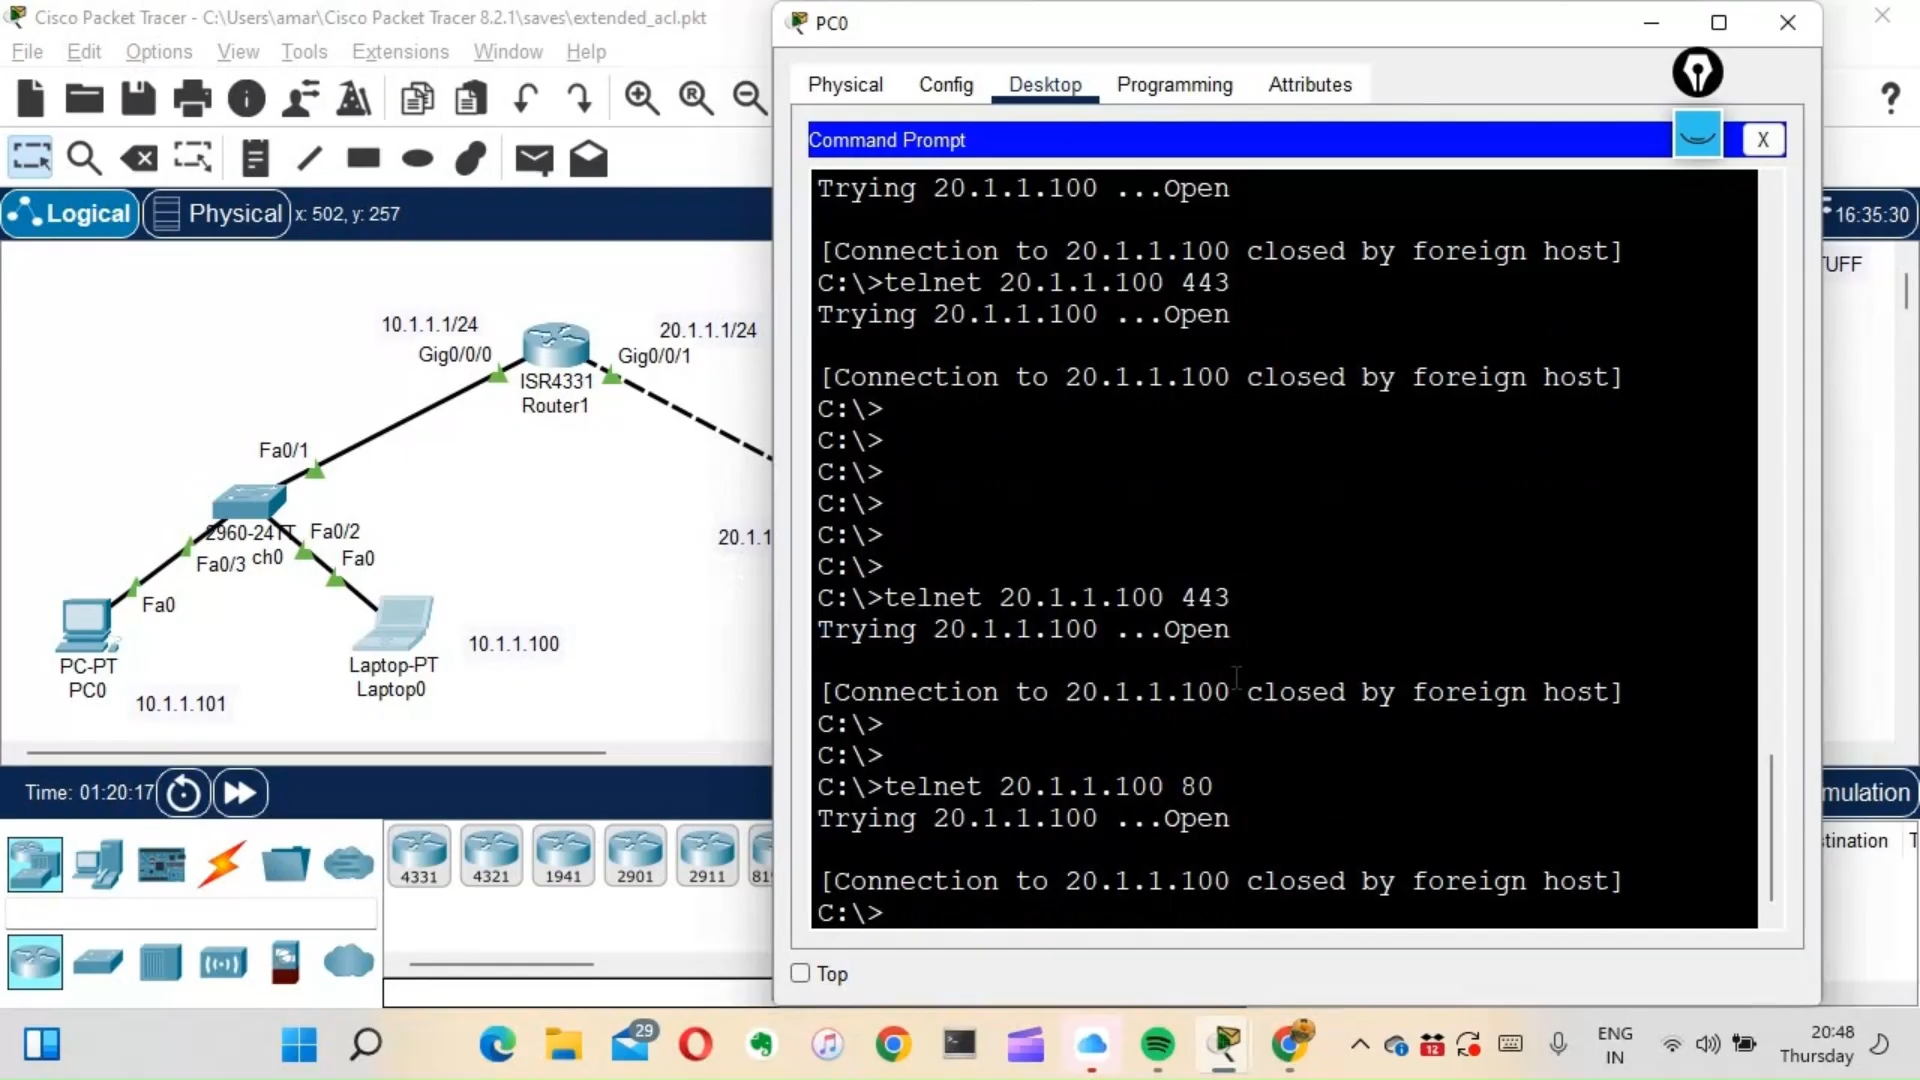 Cisco Packet Tracer - C:\Users\amar\Cisco Packet Tracer 8.2.1\saves\extended_acl.pkt
File Edit Options View Tools Extensions Window Help
Logical
Physical
x: 502, y: 257
16:35:30
10.1.1.1/24
Gig0/0/0
20.1.1.1/24
Gig0/0/1
ISR4331
Router1
Fa0/1
Fa0/2
Fa0/3
ch0
Fa0
Fa0
20.1.1
PC-PT
PC0
10.1.1.101
Laptop-PT
Laptop0
10.1.1.100
Time: 01:20:17
4331
4321
1941
2901
2911
PC0
Physical Config Desktop Programming Attributes
Command Prompt
X
Trying 20.1.1.100 ...Open
[Connection to 20.1.1.100 closed by foreign host]
C:\>telnet 20.1.1.100 443
Trying 20.1.1.100 ...Open
[Connection to 20.1.1.100 closed by foreign host]
C:\>
C:\>
C:\>
C:\>
C:\>
C:\>
C:\>telnet 20.1.1.100 443
Trying 20.1.1.100 ...Open
[Connection to 20.1.1.100 closed by foreign host]
C:\>
C:\>
C:\>telnet 20.1.1.100 80
Trying 20.1.1.100 ...Open
[Connection to 20.1.1.100 closed by foreign host]
C:\>
Top
mulation
tination
29
12
ENG
IN
20:48
Thursday